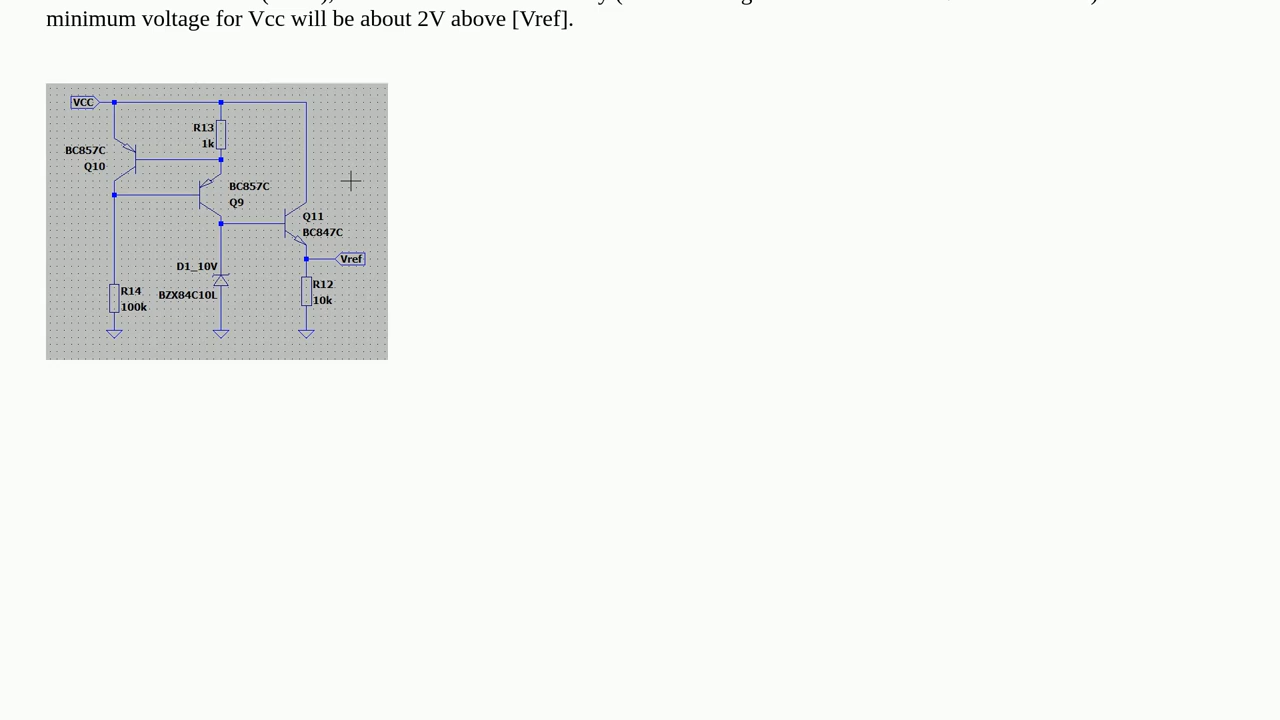 minimum voltage for Vcc will be about 2V above [Vref].
VCC
R13
1k
BC857C
Q10
BC857C
Q9
Q11
BC847C
Vref
D1_10V
BZX84C10L
R12
10k
R14
100k